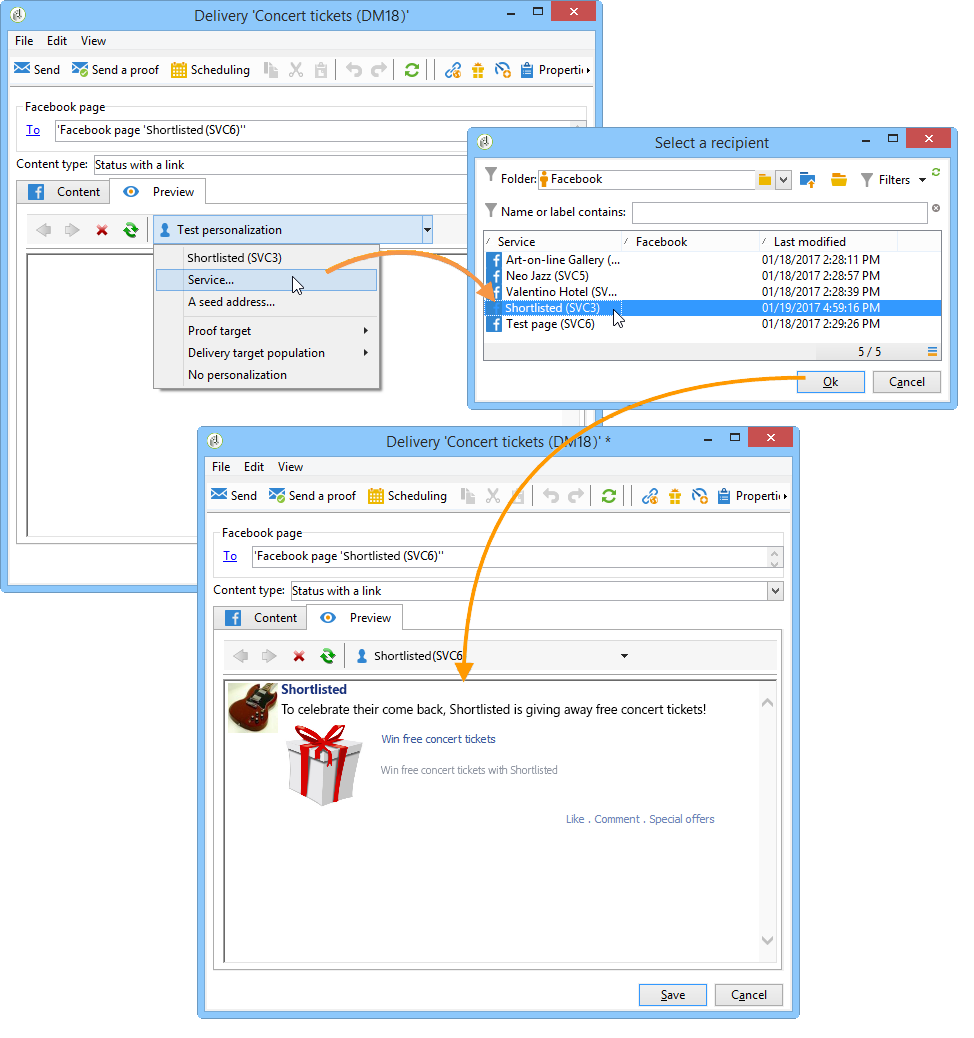 Delivery 'Concert tickets (DM18)'
File Edit View
Send Send a proof Scheduling Properti
Facebook page
To 'Facebook page 'Shortlisted (SVC6)''
Content type: Status with a link
Content Preview
Test personalization
Shortlisted (SVC3)
Service...
A seed address...
Proof target
Delivery target population
No personalization
Select a recipient
Folder: Facebook Filters
Name or label contains:
Service Facebook Last modified
Art-on-line Gallery (... 01/18/2017 2:28:11 PM
Neo Jazz (SVC5) 01/18/2017 2:28:57 PM
Valentino Hotel (SV... 01/18/2017 2:28:39 PM
Shortlisted (SVC3) 01/19/2017 4:59:16 PM
Test page (SVC6) 01/18/2017 2:29:26 PM
5 / 5
Ok Cancel
Delivery 'Concert tickets (DM18)' *
File Edit View
Send Send a proof Scheduling Properti
Facebook page
To 'Facebook page 'Shortlisted (SVC6)''
Content type: Status with a link
Content Preview
Shortlisted (SVC6
Shortlisted
To celebrate their come back, Shortlisted is giving away free concert tickets!
Win free concert tickets
Win free concert tickets with Shortlisted
Like . Comment . Special offers
Save Cancel